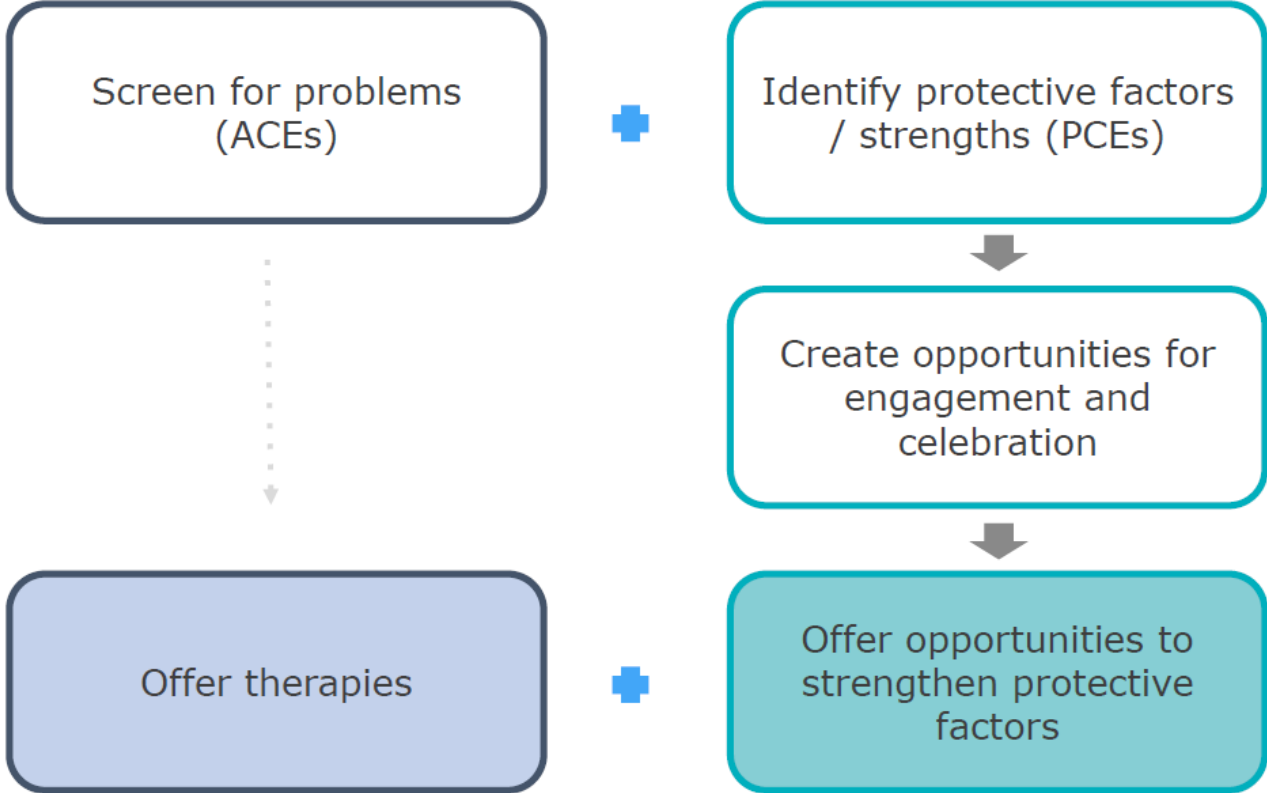 Screen for problems
(ACEs)
Identify protective factors
/ strengths (PCEs)
Create opportunities for
engagement and
celebration
Offer therapies
Offer opportunities to
strengthen protective
factors